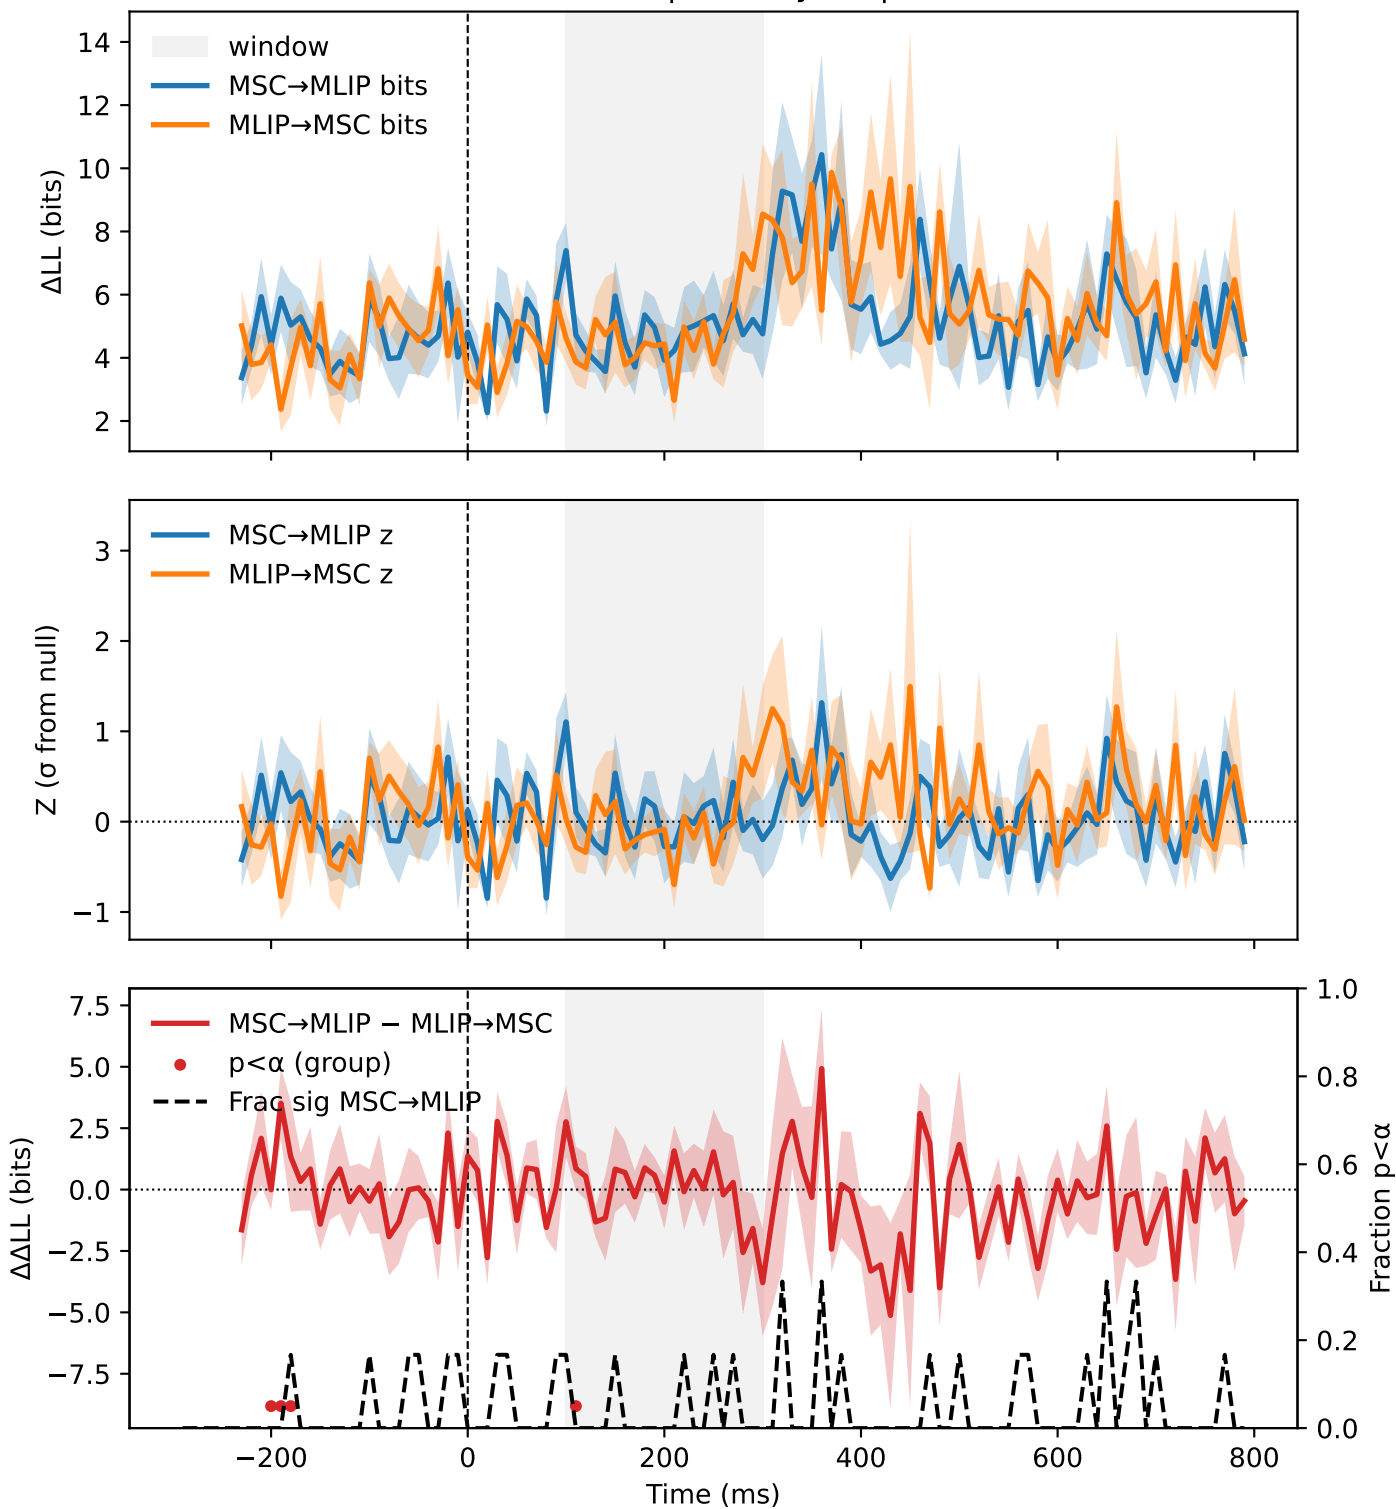 14
12
10
8
6
4
2
ΔLL (bits)
window
MSC→MLIP bits
MLIP→MSC bits
3
2
1
0
−1
Z (σ from null)
MSC→MLIP z
MLIP→MSC z
7.5
5.0
2.5
0.0
−2.5
−5.0
−7.5
ΔΔLL (bits)
MSC→MLIP − MLIP→MSC
p<α (group)
Frac sig MSC→MLIP
1.0
0.8
0.6
0.4
0.2
0.0
Fraction p<α
−200
0
200
400
600
800
Time (ms)